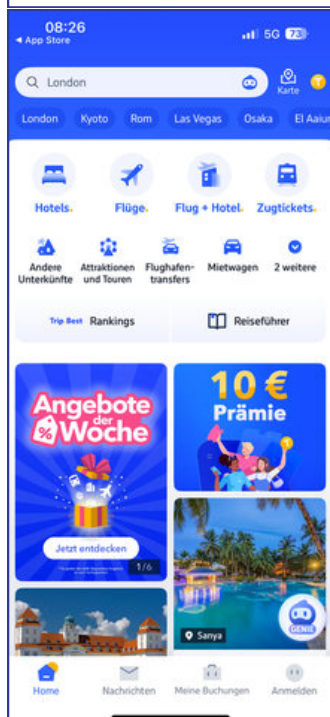 08:26
5G 73
◄ App Store
London
Karte
London Kyoto Rom Las Vegas Osaka El Aaiun
Hotels. Flüge. Flug + Hotel. Zugtickets.
Andere Unterkünfte
Attraktionen und Touren
Flughafen-
transfers
Mietwagen
2 weitere
Trip Best Rankings
Reiseführer
Angebote
der
% Woche
Jetzt entdecken
1/6
10 €
Prämie
Sanya
GENIE
Home Nachrichten Meine Buchungen Anmelden